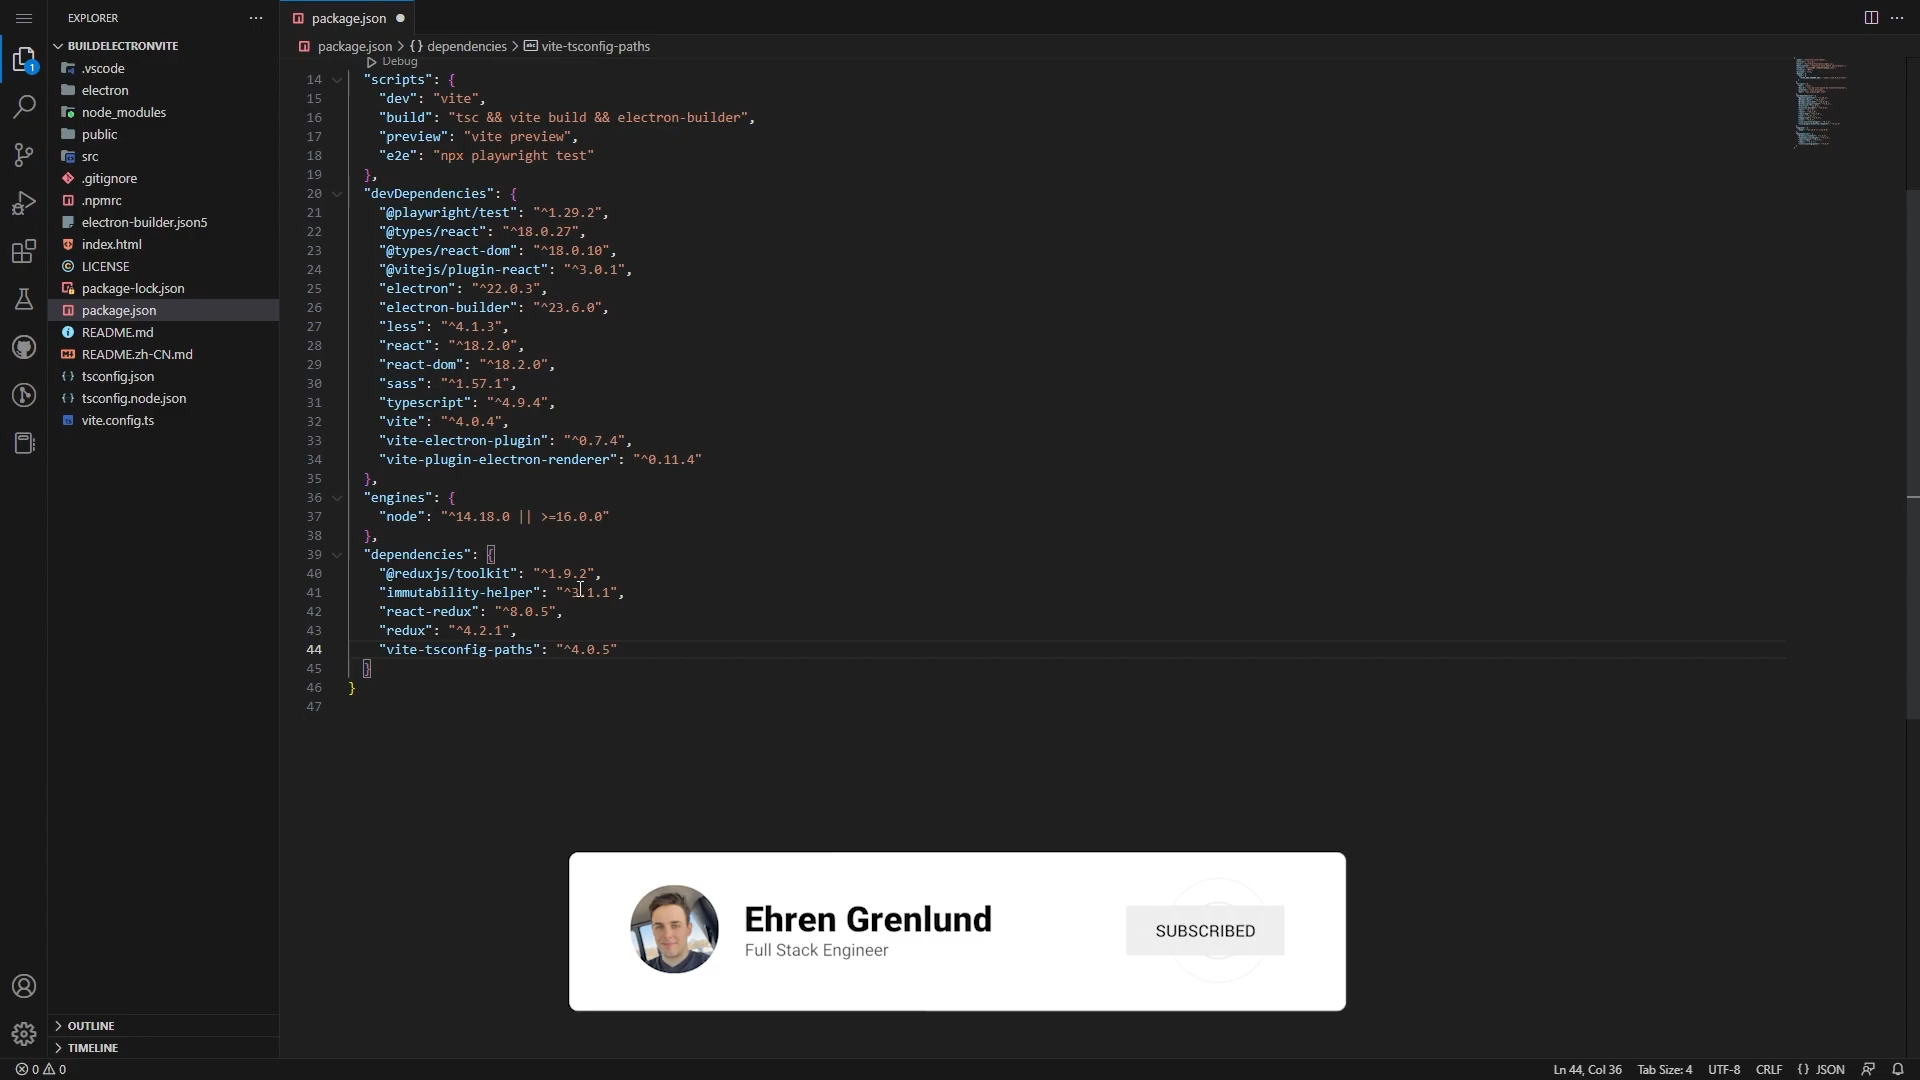 EXPLORER
package.json
BUILDELECTRONVITE
package.json > {} dependencies > vite-tsconfig-paths
.vscode
electron
node_modules
public
src
.gitignore
.npmrc
electron-builder.json5
index.html
LICENSE
package-lock.json
package.json
README.md
README.zh-CN.md
tsconfig.json
tsconfig.node.json
vite.config.ts
OUTLINE
TIMELINE
1
Debug
14 "scripts": {
15 "dev": "vite",
16 "build": "tsc && vite build && electron-builder",
17 "preview": "vite preview",
18 "e2e": "npx playwright test"
19 },
20 "devDependencies": {
21 "@playwright/test": "^1.29.2",
22 "@types/react": "^18.0.27",
23 "@types/react-dom": "^18.0.10",
24 "@vitejs/plugin-react": "^3.0.1",
25 "electron": "^22.0.3",
26 "electron-builder": "^23.6.0",
27 "less": "^4.1.3",
28 "react": "^18.2.0",
29 "react-dom": "^18.2.0",
30 "sass": "^1.57.1",
31 "typescript": "^4.9.4",
32 "vite": "^4.0.4",
33 "vite-electron-plugin": "^0.7.4",
34 "vite-plugin-electron-renderer": "^0.11.4"
35 },
36 "engines": {
37 "node": "^14.18.0 || >=16.0.0"
38 },
39 "dependencies": {
40 "@reduxjs/toolkit": "^1.9.2",
41 "immutability-helper": "^3.1.1",
42 "react-redux": "^8.0.5",
43 "redux": "^4.2.1",
44 "vite-tsconfig-paths": "^4.0.5"
45 }
46 }
47
Ehren Grenlund
Full Stack Engineer
SUBSCRIBED
0 0
Ln 44, Col 36 Tab Size: 4 UTF-8 CRLF {} JSON